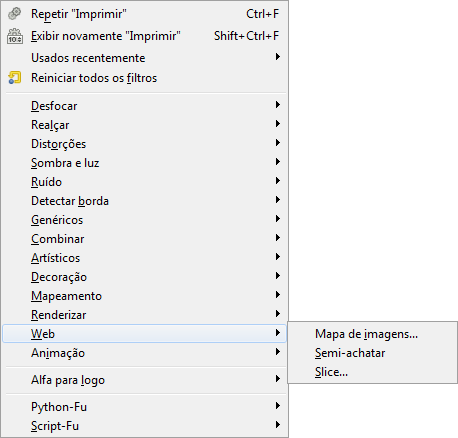 Repetir "Imprimir" Ctrl+F
Exibir novamente "Imprimir" Shift+Ctrl+F
Usados recentemente
Reiniciar todos os filtros
Desfocar
Realçar
Distorções
Sombra e luz
Ruído
Detectar borda
Genéricos
Combinar
Artísticos
Decoração
Mapeamento
Renderizar
Web
Mapa de imagens...
Animação
Semi-achatar
Slice...
Alfa para logo
Python-Fu
Script-Fu